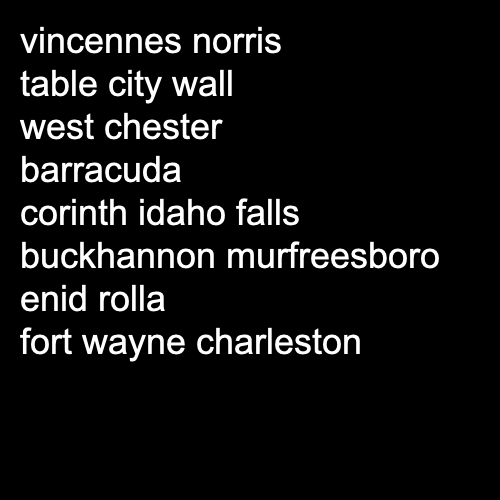 vincennes norris
table city wall
west chester
barracuda
corinth idaho falls
buckhannon murfreesboro
enid rolla
fort wayne charleston